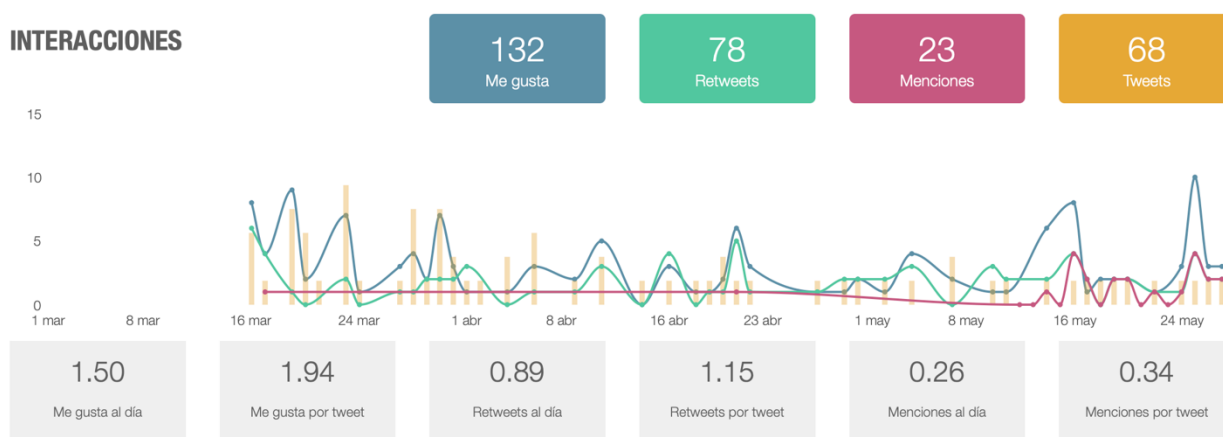 INTERACCIONES
132
Me gusta
78
Retweets
23
Menciones
68
Tweets
15
10
5
0
1 mar
8 mar
16 mar
24 mar
1 abr
8 abr
16 abr
23 abr
1 may
8 may
16 may
24 may
1.50
Me gusta al día
1.94
Me gusta por tweet
0.89
Retweets al día
1.15
Retweets por tweet
0.26
Menciones al día
0.34
Menciones por tweet